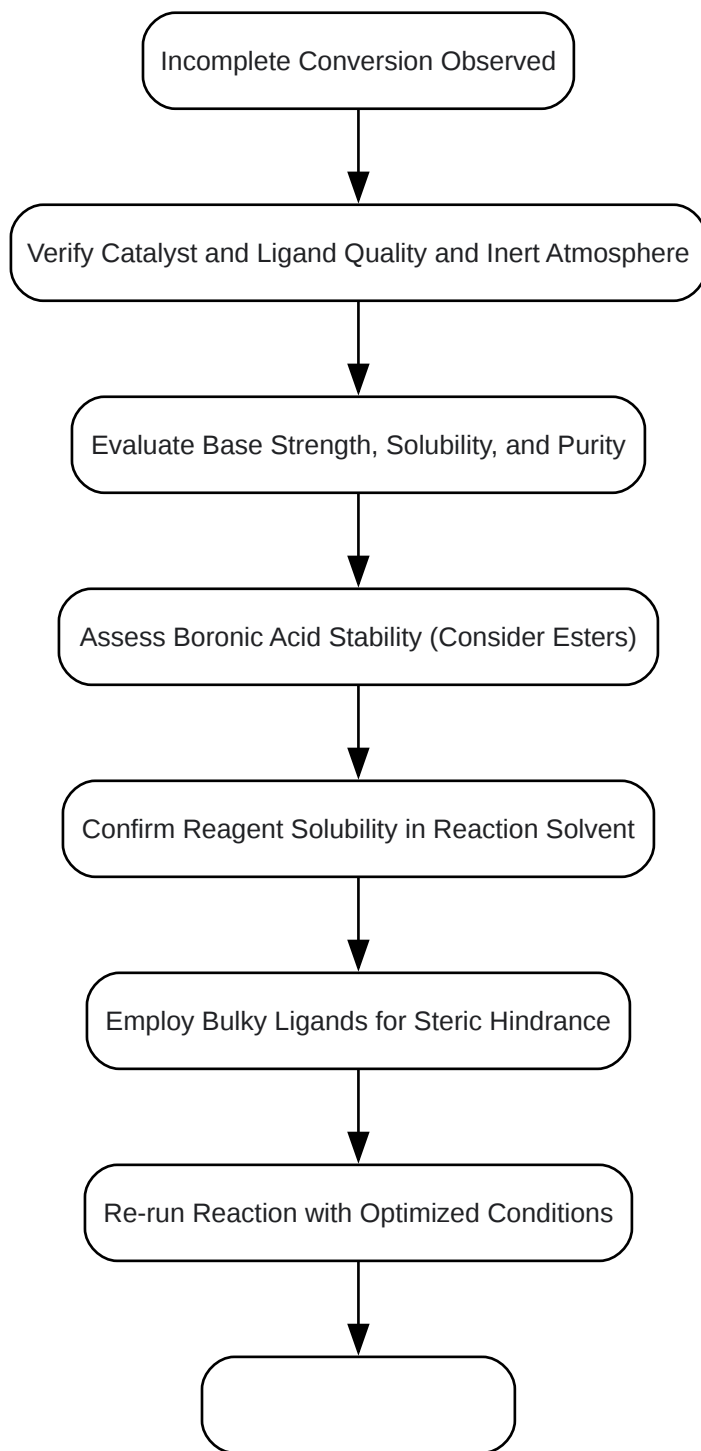 Incomplete Conversion Observed
Verify Catalyst and Ligand Quality and Inert Atmosphere
Evaluate Base Strength, Solubility, and Purity
Assess Boronic Acid Stability (Consider Esters)
Confirm Reagent Solubility in Reaction Solvent
Employ Bulky Ligands for Steric Hindrance
Re-run Reaction with Optimized Conditions